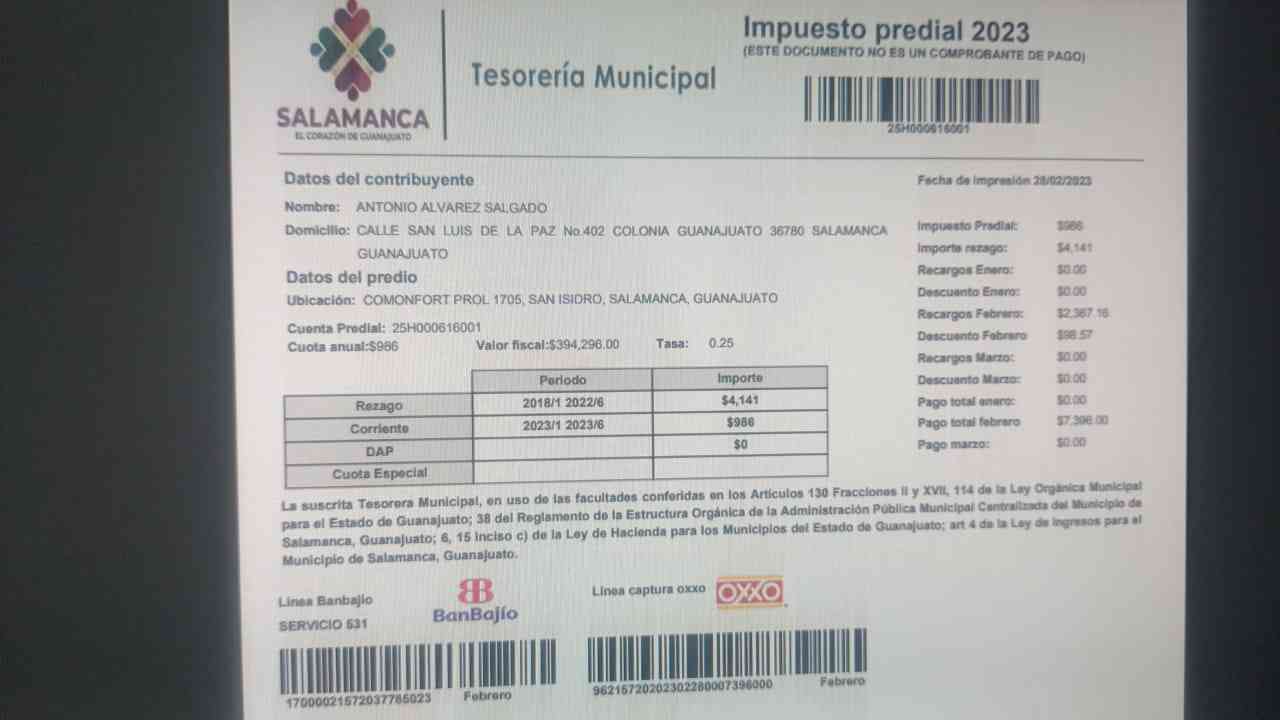 SALAMANCA
EL CORAZÓN DE GUANAJUATO
Tesorería Municipal
Impuesto predial 2023
(ESTE DOCUMENTO NO ES UN COMPROBANTE DE PAGO)
25H000616001
Datos del contribuyente
Nombre: ANTONIO ALVAREZ SALGADO
Domicilio: CALLE SAN LUIS DE LA PAZ No.402 COLONIA GUANAJUATO 36780 SALAMANCA
GUANAJUATO
Datos del predio
Ubicación: COMONFORT PROL 1705, SAN ISIDRO, SALAMANCA, GUANAJUATO
Cuenta Predial: 25H000616001
Cuota anual:$986 Valor fiscal:$394,296.00 Tasa: 0.25
Periodo Importe
Rezago 2018/1 2022/6 $4,141
Corriente 2023/1 2023/6 $986
DAP $0
Cuota Especial
Fecha de impresión 28/02/2023
Impuesto Predial: $986
Importe rezago: $4,141
Recargos Enero: $0.00
Descuento Enero: $0.00
Recargos Febrero: $2,367.16
Descuento Febrero $98.57
Recargos Marzo: $0.00
Descuento Marzo: $0.00
Pago total enero: $0.00
Pago total febrero $7,396.00
Pago marzo: $0.00
La suscrita Tesorera Municipal, en uso de las facultades conferidas en los Artículos 130 Fracciones II y XVII, 114 de la Ley Orgánica Municipal
para el Estado de Guanajuato; 38 del Reglamento de la Estructura Orgánica de la Administración Pública Municipal Centralizada del Municipio de
Salamanca, Guanajuato; 6, 15 inciso c) de la Ley de Hacienda para los Municipios del Estado de Guanajuato; art 4 de la Ley de Ingresos para el
Municipio de Salamanca, Guanajuato.
Línea Banbajio
SERVICIO 531
BanBajío
Línea captura oxxo
OXXO
17000021572037765023 Febrero
96215720202302280007396000 Febrero